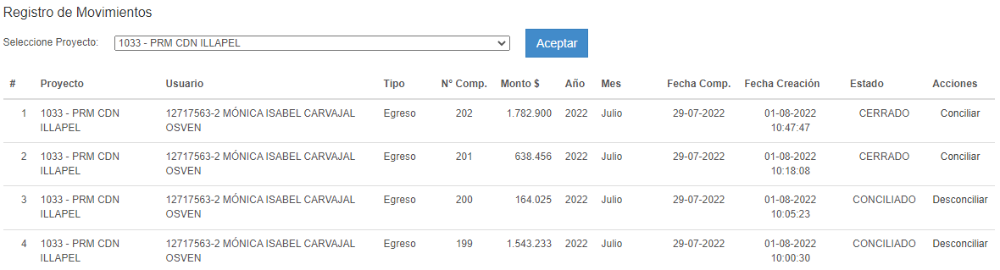 Registro de Movimientos
Seleccione Proyecto: 1033 - PRM CDN ILLAPEL Aceptar
# Proyecto Usuario Tipo N° Comp. Monto $ Año Mes Fecha Comp. Fecha Creación Estado Acciones
1 1033 - PRM CDN 12717563-2 MÓNICA ISABEL CARVAJAL Egreso 202 1.782.900 2022 Julio 29-07-2022 01-08-2022 CERRADO Conciliar
ILLAPEL OSVEN 10:47:47
2 1033 - PRM CDN 12717563-2 MÓNICA ISABEL CARVAJAL Egreso 201 638.456 2022 Julio 29-07-2022 01-08-2022 CERRADO Conciliar
ILLAPEL OSVEN 10:18:08
3 1033 - PRM CDN 12717563-2 MÓNICA ISABEL CARVAJAL Egreso 200 164.025 2022 Julio 29-07-2022 01-08-2022 CONCILIADO Desconciliar
ILLAPEL OSVEN 10:05:23
4 1033 - PRM CDN 12717563-2 MÓNICA ISABEL CARVAJAL Egreso 199 1.543.233 2022 Julio 29-07-2022 01-08-2022 CONCILIADO Desconciliar
ILLAPEL OSVEN 10:00:30